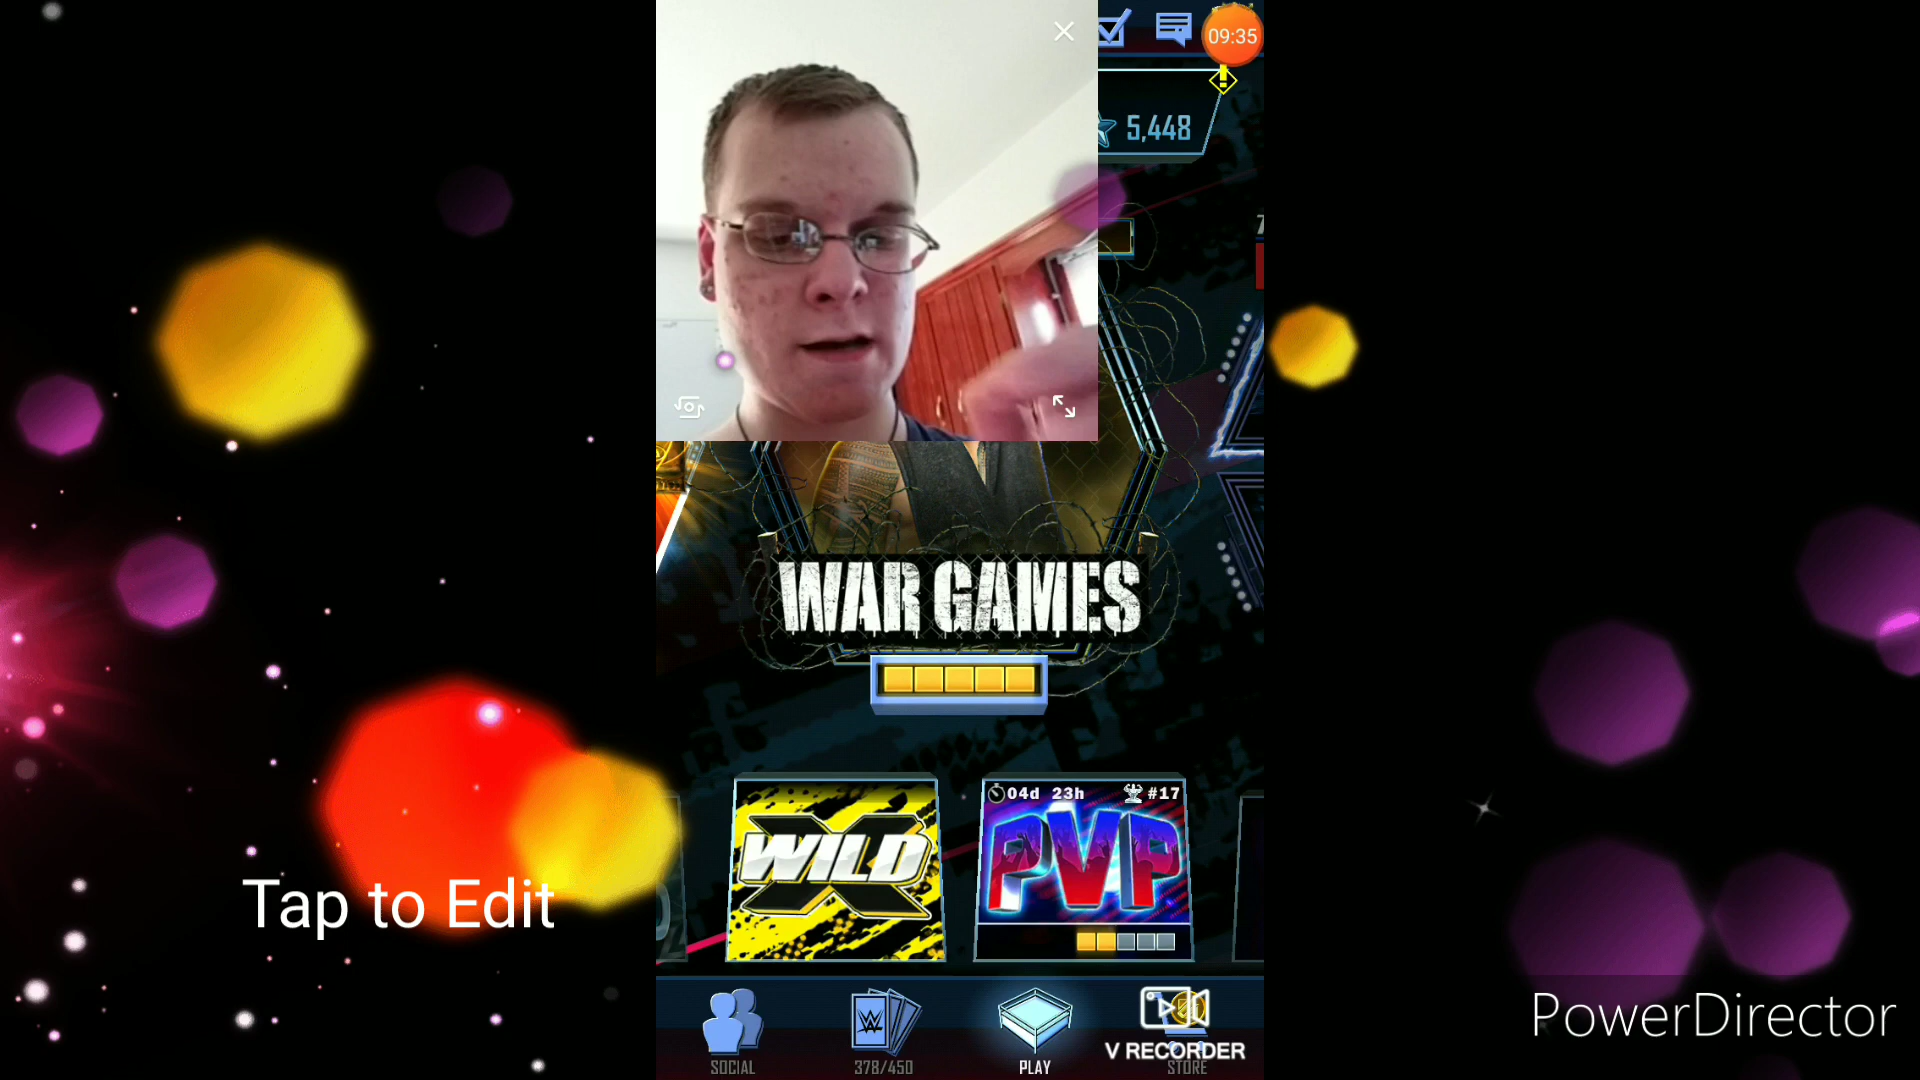 09:35
5,448
WAR GAMES
04d 23h #17
WILD
PVP
Tap to Edit
PowerDirector
V RECORDER
SOCIAL
378/450
PLAY
STORE